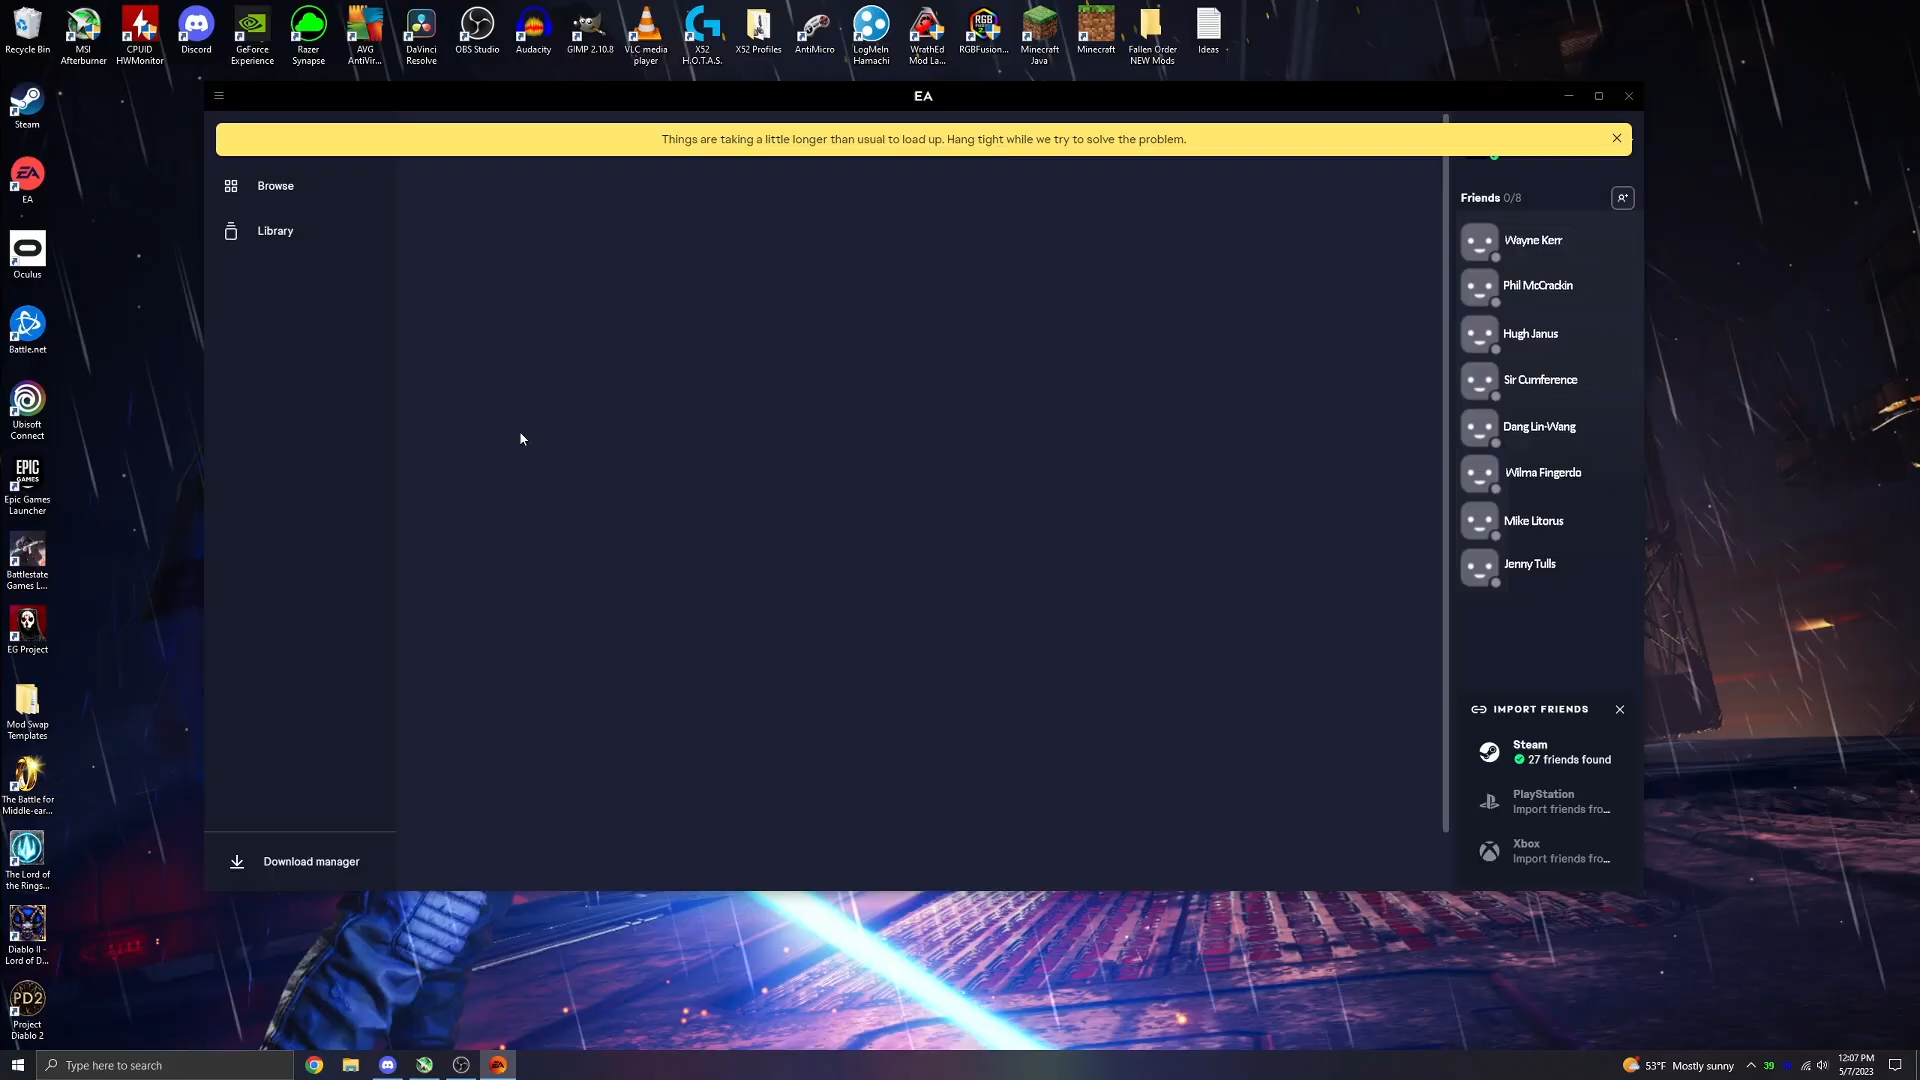 Recycle Bin
MSI
Afterburner
CPUID
HWMonitor
Discord
GeForce
Experience
Razer
Synapse
AVG
AntiVir...
DaVinci
Resolve
OBS Studio
Audacity
GIMP 2.10.8
VLC media
player
X52
H.O.T.A.S.
X52 Profiles
AntiMicro
LogMeIn
Hamachi
WrathEd
Mod La...
RGB
RGBFusion...
Minecraft
Java
Minecraft
Fallen Order
NEW Mods
Ideas
Steam
EA
EA
Oculus
Battle.net
Ubisoft
Connect
EPIC
GAMES
Epic Games
Launcher
Battlestate
Games L...
EG Project
Mod Swap
Templates
The Battle for
Middle-ear...
The Lord of
the Rings...
Diablo II -
Lord of D...
PD2
Project
Diablo 2
EA
Things are taking a little longer than usual to load up. Hang tight while we try to solve the problem.
Browse
Library
Download manager
Friends 0/8
Wayne Kerr
Phil McCrackin
Hugh Janus
Sir Cumference
Dang Lin-Wang
Wilma Fingerdo
Mike Litorus
Jenny Tulls
IMPORT FRIENDS
Steam
27 friends found
PlayStation
Import friends fro...
Xbox
Import friends fro...
Type here to search
53°F Mostly sunny
39
12:07 PM
5/7/2023